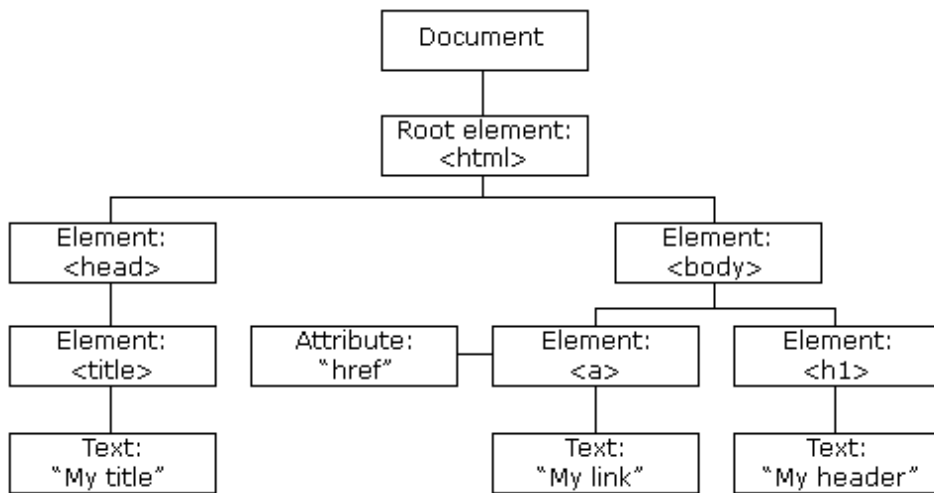 Document
Root element:
<html>
Element:
<head>
Element:
<body>
Element:
<title>
Attribute:
“href”
Element:
<a>
Element:
<h1>
Text:
“My title”
Text:
“My link”
Text:
“My header”